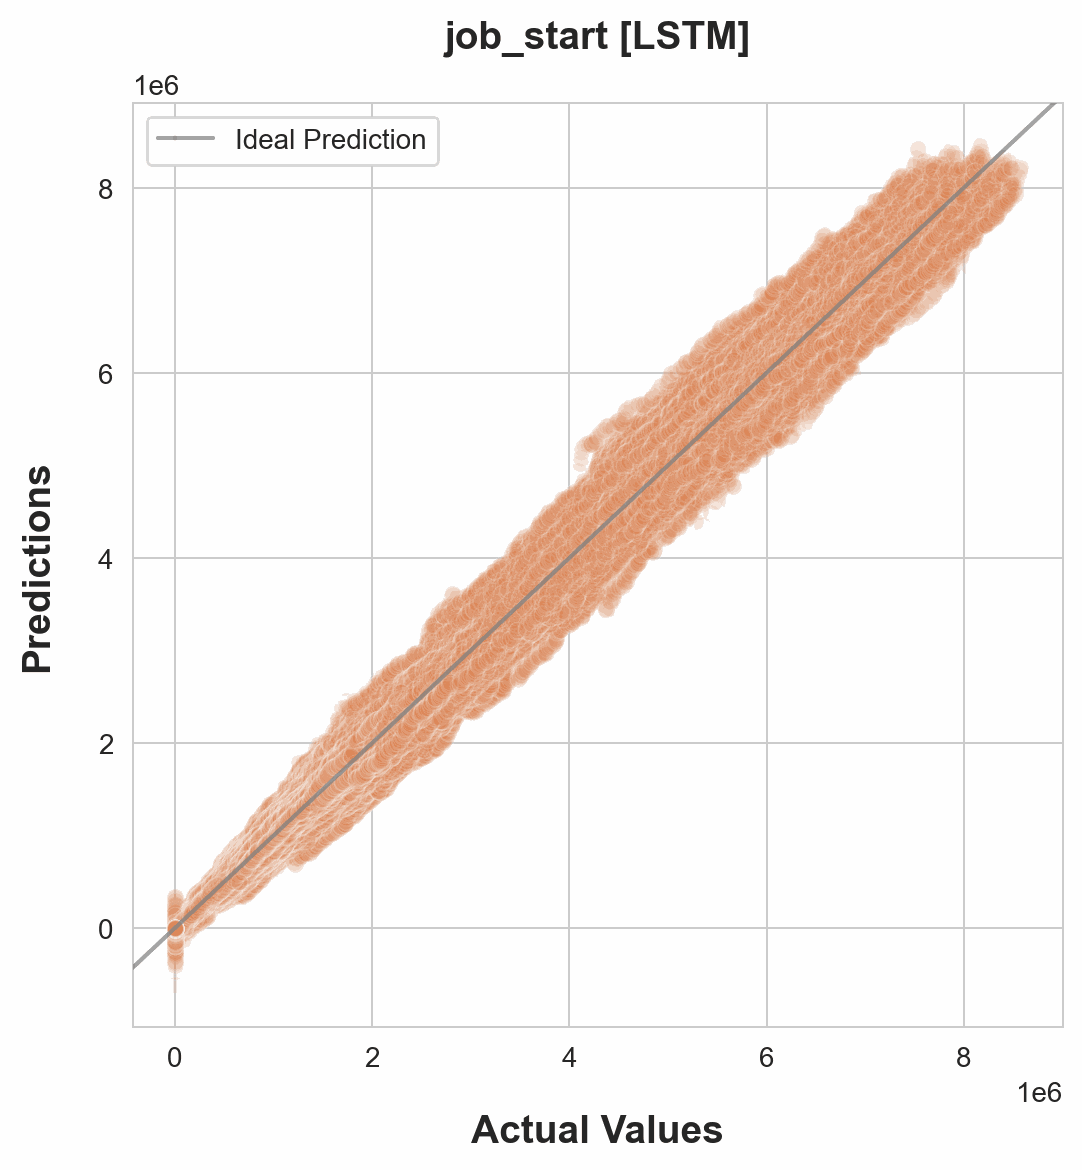 job_start [LSTM]
1e6
Ideal Prediction
8
6
4
2
0
Predictions
0 2 4 6 8
1e6
Actual Values